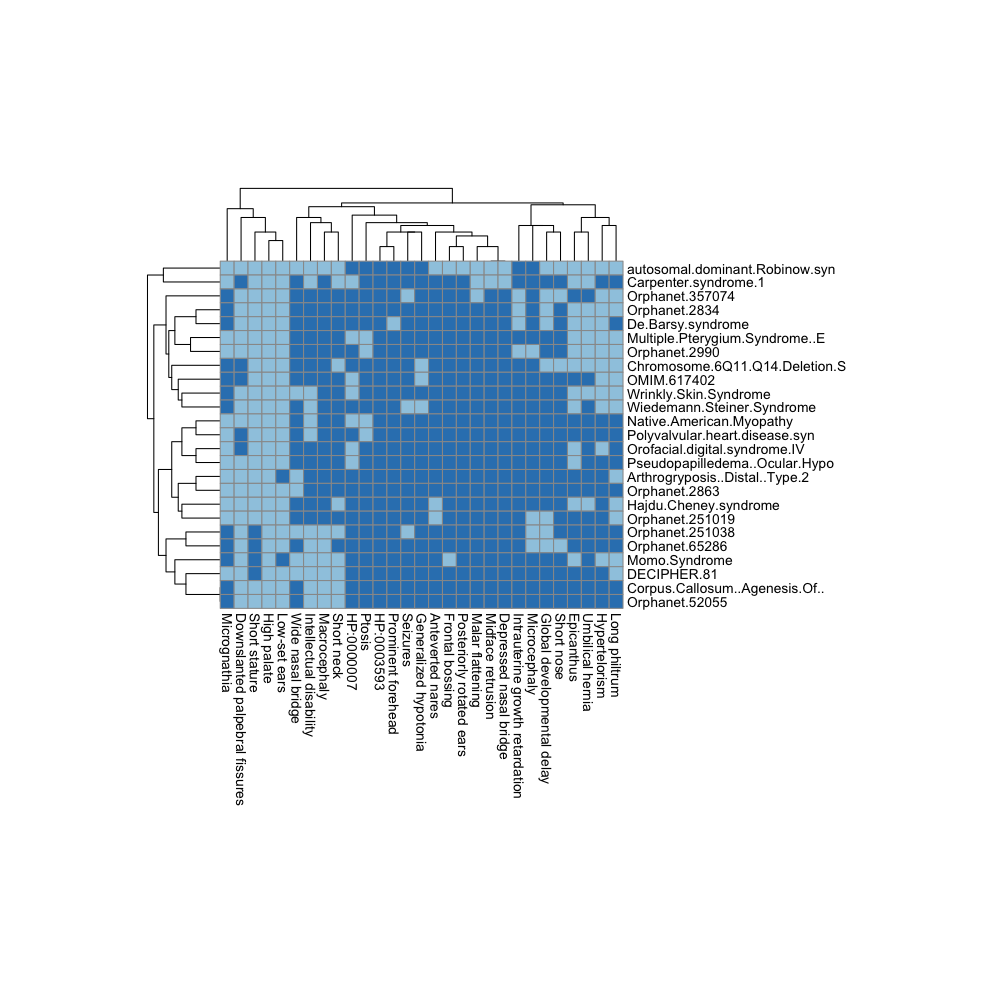 autosomal.dominant.Robinow.syn
Carpenter.syndrome.1
Orphanet.357074
Orphanet.2834
De.Barsy.syndrome
Multiple.Pterygium.Syndrome..E
Orphanet.2990
Chromosome.6Q11.Q14.Deletion.S
OMIM.617402
Wrinkly.Skin.Syndrome
Wiedemann.Steiner.Syndrome
Native.American.Myopathy
Polyvalvular.heart.disease.syn
Orofacial.digital.syndrome.IV
Pseudopapilledema..Ocular.Hypo
Arthrogryposis..Distal..Type.2
Orphanet.2863
Hajdu.Cheney.syndrome
Orphanet.251019
Orphanet.251038
Orphanet.65286
Momo.Syndrome
DECIPHER.81
Corpus.Callosum..Agenesis.Of..
Orphanet.52055
Micrognathia
Downslanted palpebral fissures
Short stature
High palate
Low-set ears
Wide nasal bridge
Intellectual disability
Macrocephaly
Short neck
HP:0000007
Ptosis
HP:0003593
Prominent forehead
Seizures
Generalized hypotonia
Anteverted nares
Frontal bossing
Posteriorly rotated ears
Malar flattening
Midface retrusion
Depressed nasal bridge
Intrauterine growth retardation
Microcephaly
Global developmental delay
Short nose
Epicanthus
Umbilical hernia
Hypertelorism
Long philtrum